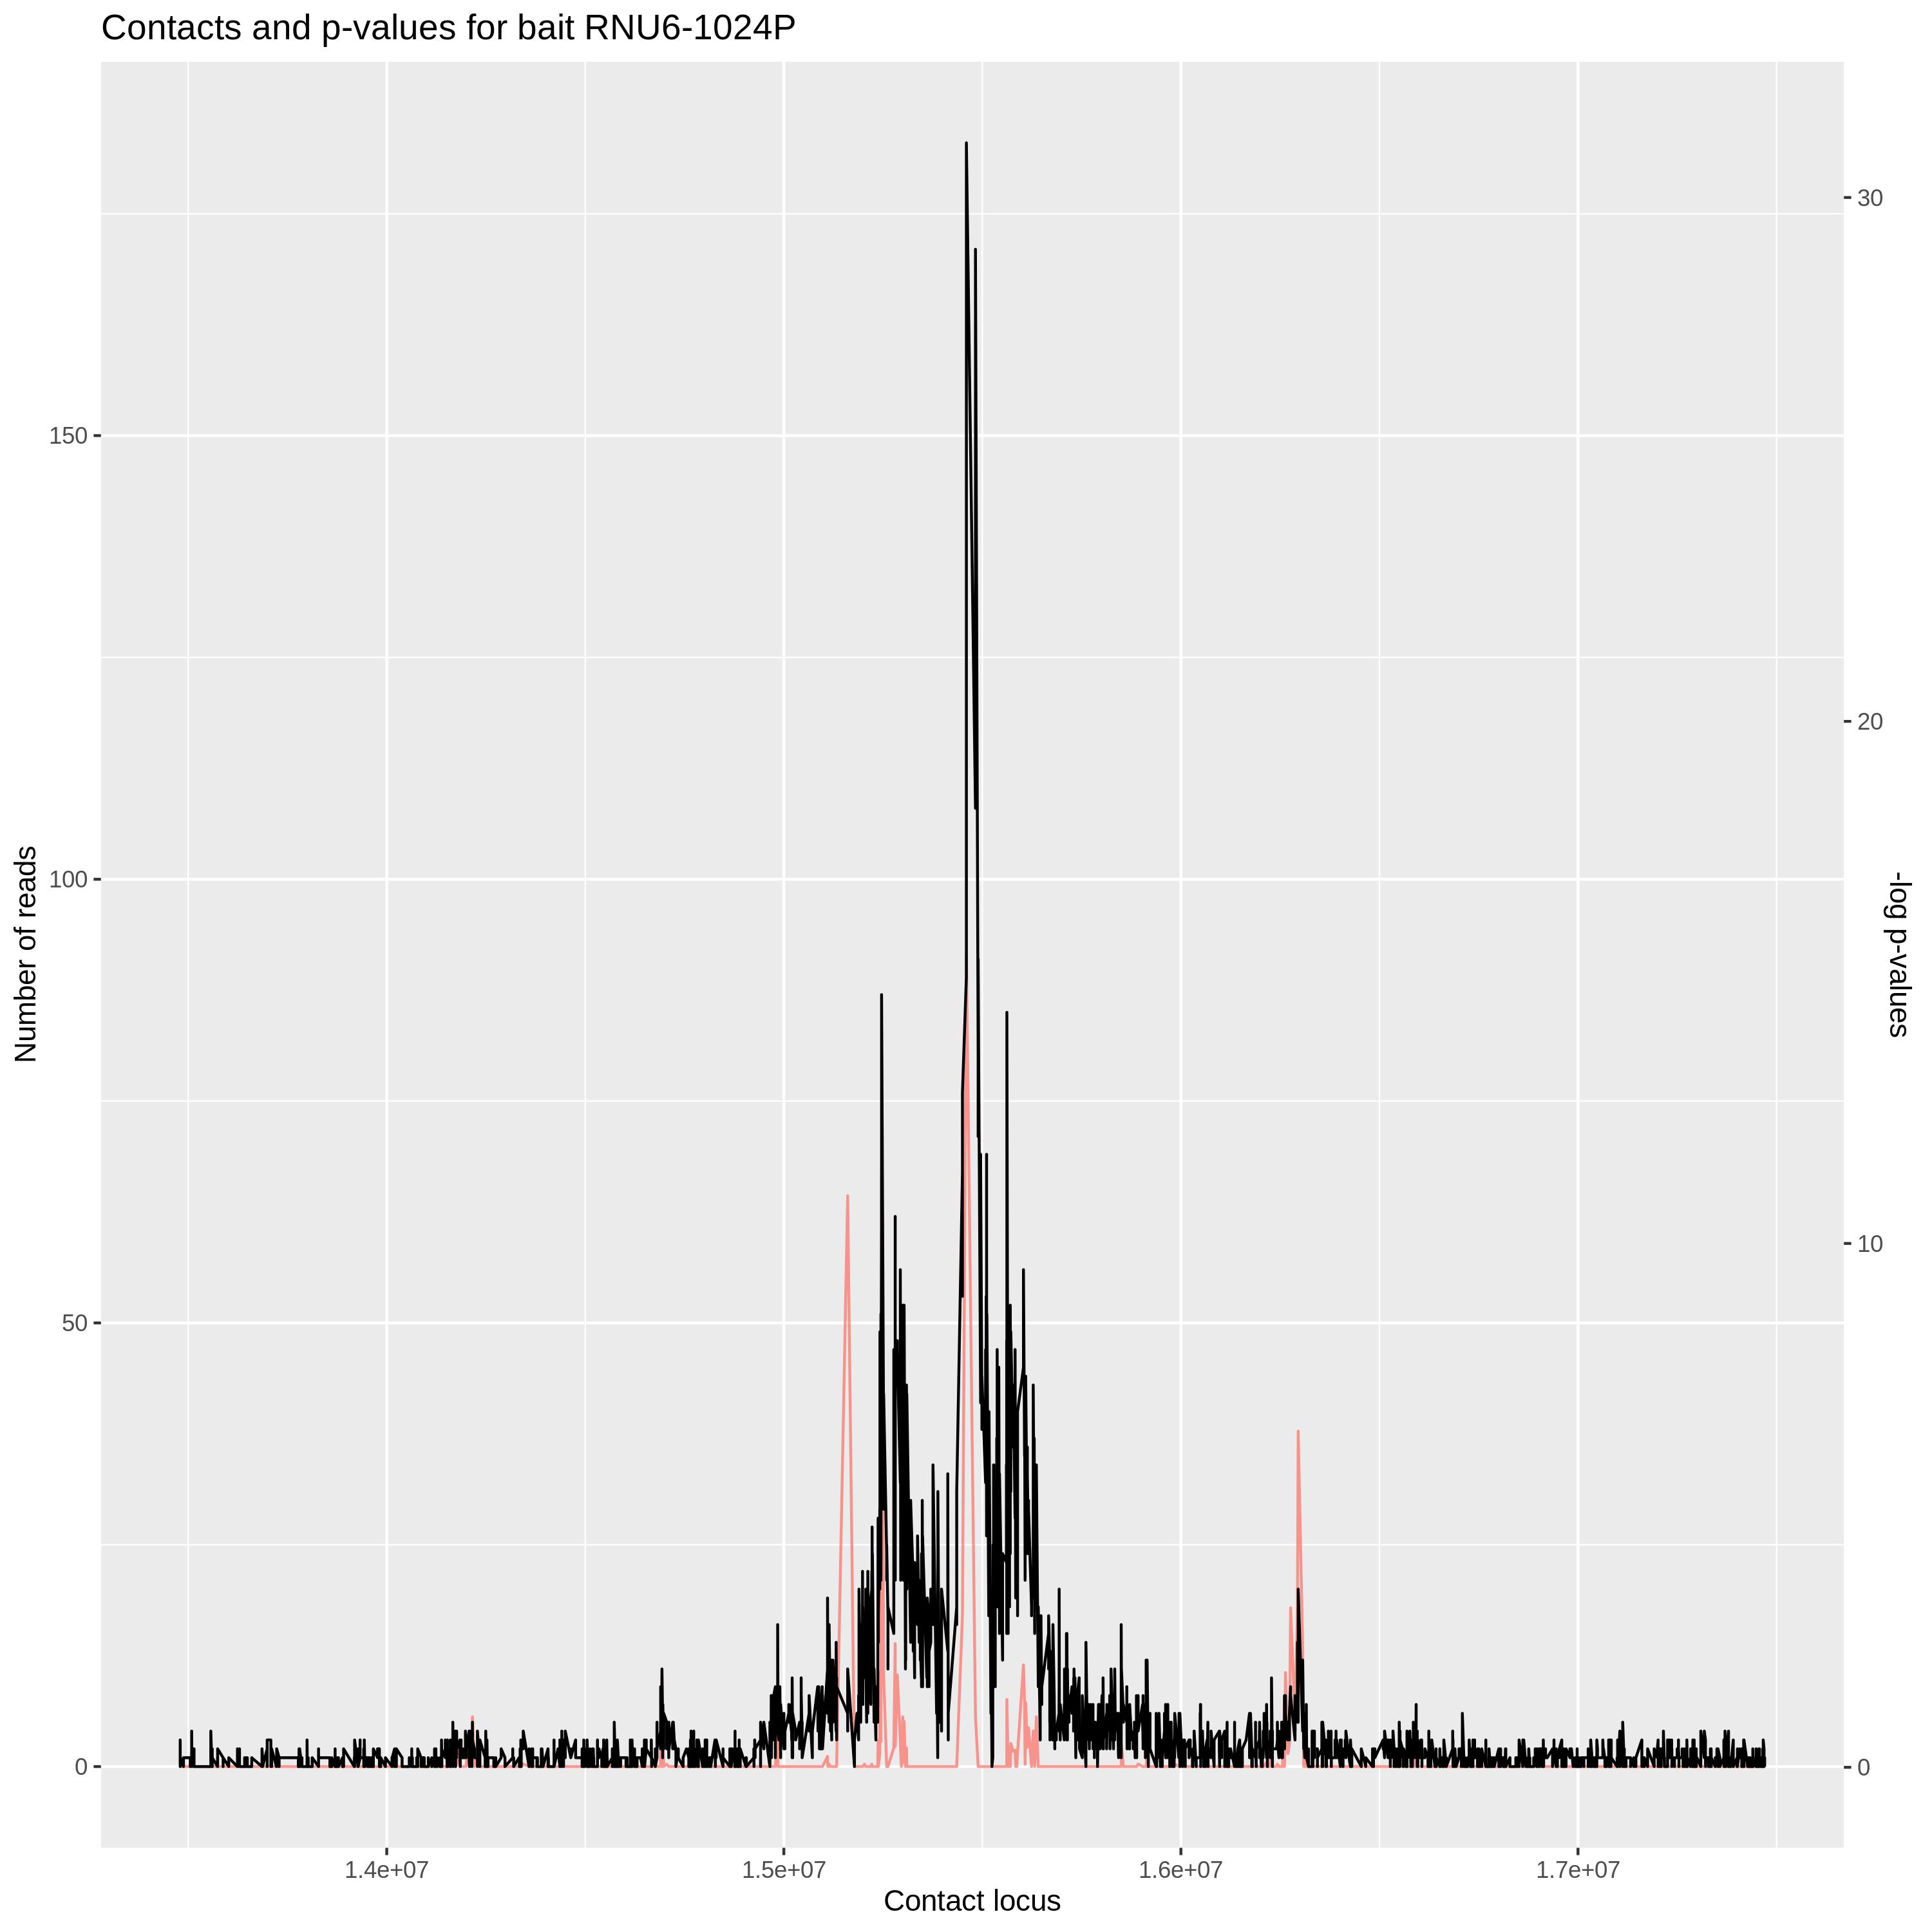 Contacts and p-values for bait RNU6-1024P
30
150
20
Number of reads
100
-log p-values
10
50
0
0
1.4e+07
1.5e+07
1.6e+07
1.7e+07
Contact locus